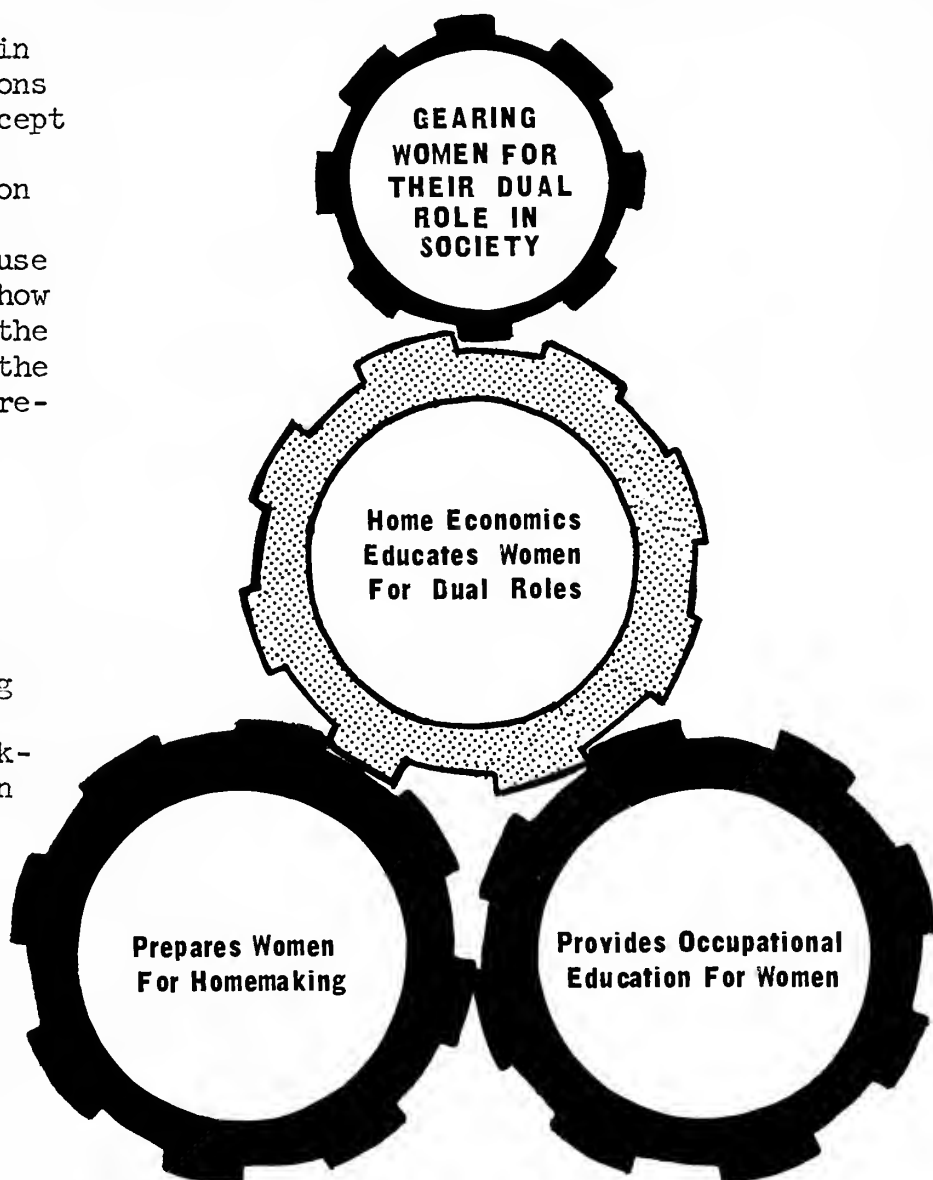 in
ons
cept
on
use
how
the
the
re-
g
k-
n
GEARING
WOMEN FOR
THEIR DUAL
ROLE IN
SOCIETY
Home Economics
Educates Women
For Dual Roles
Prepares Women
For Homemaking
Provides Occupational
Education For Women